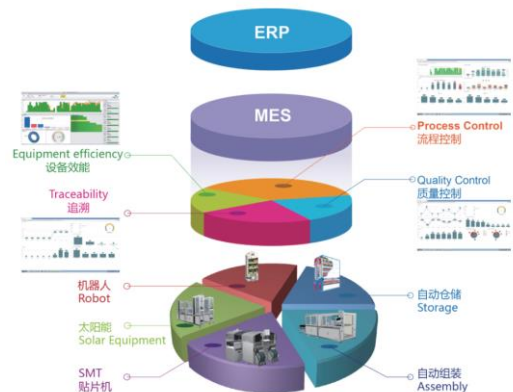 ERP
MES
Process Control
流程控制
Equipment efficiency
设备效能
Quality Control
质量控制
Traceability
追溯
机器人
Robot
自动仓储
Storage
太阳能
Solar Equipment
SMT
贴片机
自动组装
Assembly